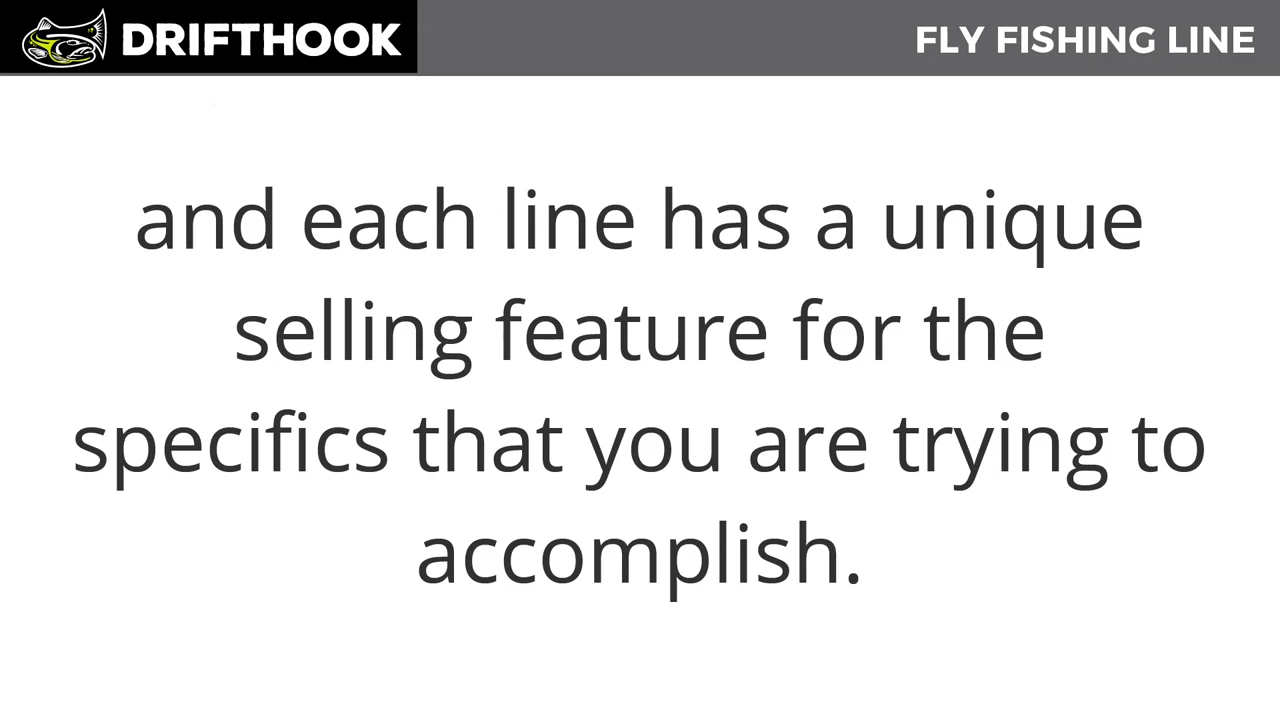 DRIFTHOOK
FLY FISHING LINE
and each line has a unique
selling feature for the
specifics that you are trying to
accomplish.